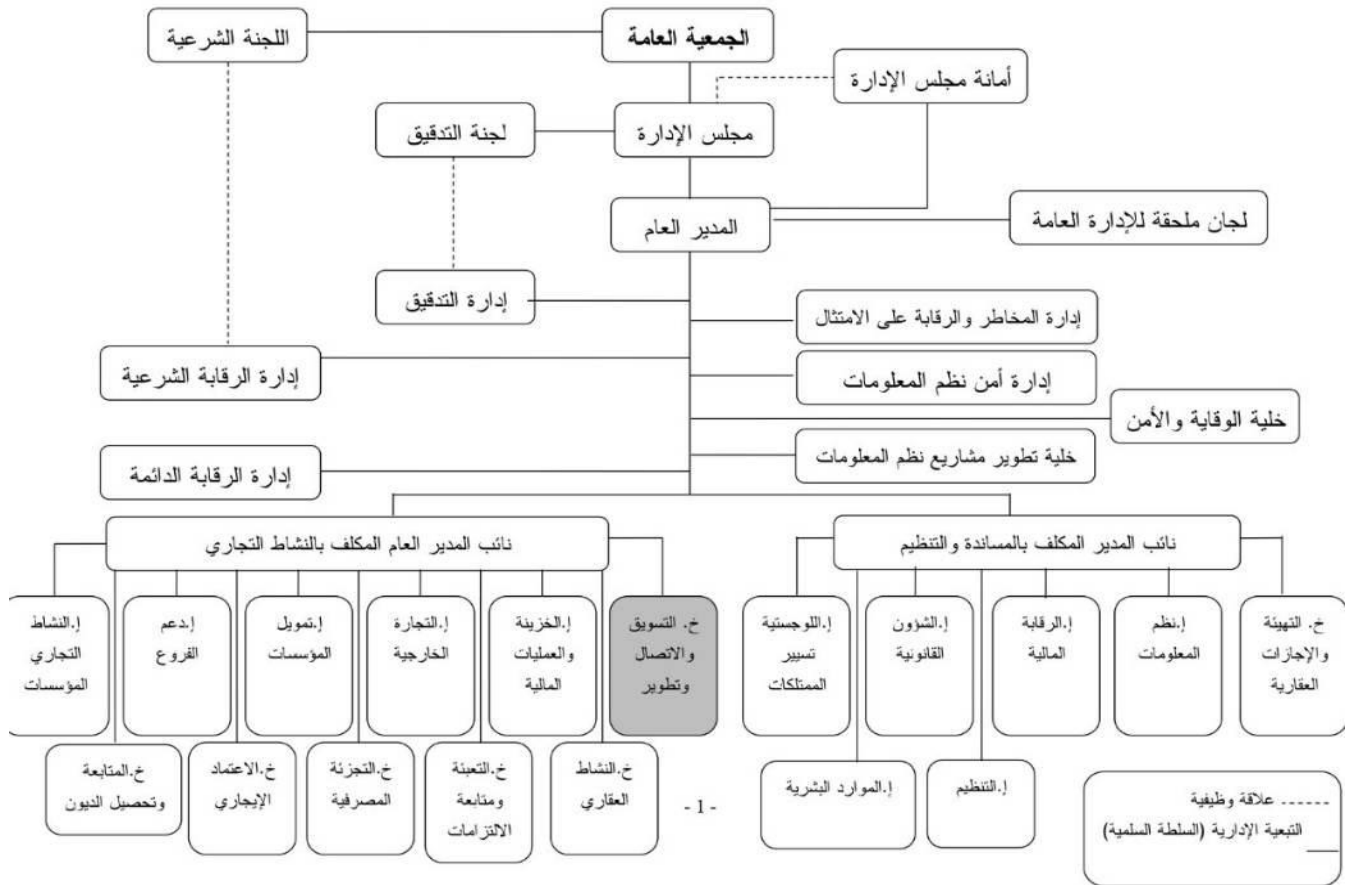 الجمعية العامة
اللجنة الشرعية
أمانة مجلس الإدارة
مجلس الإدارة
لجنة التدقيق
المدير العام
لجان ملحقة للإدارة العامة
إدارة التدقيق
إدارة المخاطر والرقابة على الامتثال
إدارة الرقابة الشرعية
إدارة أمن نظم المعلومات
خلية الوقاية والأمن
خلية تطوير مشاريع نظم المعلومات
إدارة الرقابة الدائمة
نائب المدير المكلف بالمساندة والتنظيم
نائب المدير العام المكلف بالنشاط التجاري
خ. التهيئة
والإجازات
العقارية
إ.نظم
المعلومات
إ.الرقابة
المالية
إ.الشؤون
القانونية
إ.اللوجستية
تسيير
الممتلكات
خ. التسويق
والاتصال
وتطوير
إ.الخزينة
والعمليات
المالية
إ.التجارة
الخارجية
إ.تمويل
المؤسسات
إ.دعم
الفروع
إ.النشاط
التجاري
المؤسسات
إ.التنظيم
إ.الموارد البشرية
- 1 -
خ.النشاط
العقاري
خ.التعبئة
ومتابعة
الالتزامات
خ.التجزئة
المصرفية
خ.الاعتماد
الإيجاري
خ.المتابعة
وتحصيل الديون
علاقة وظيفية
التبعية الإدارية (السلطة السلمية)